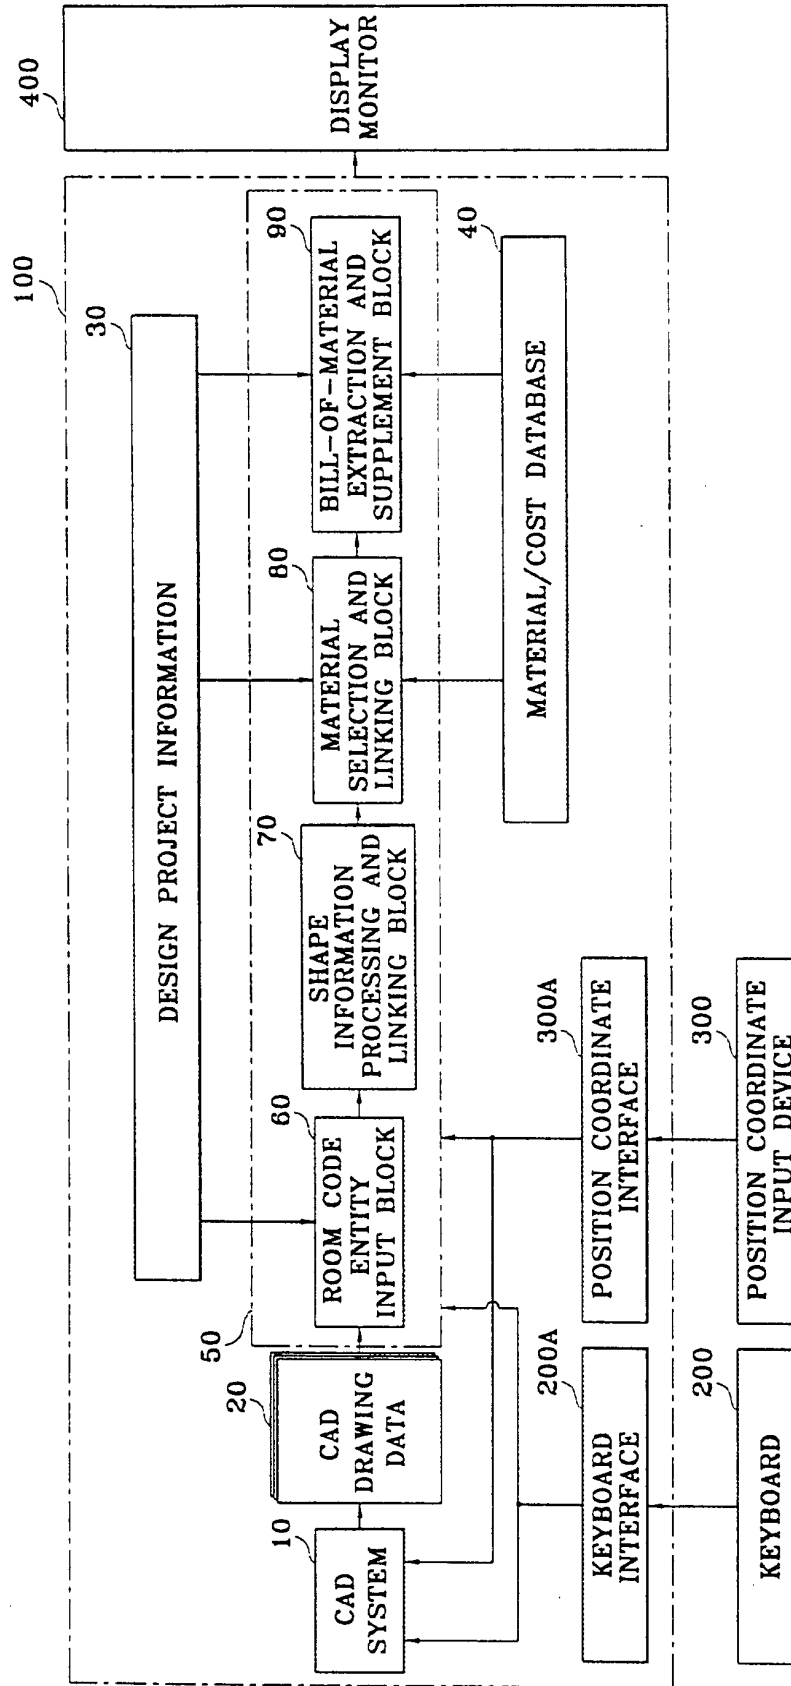 100
400
DISPLAY
MONITOR
30
DESIGN PROJECT INFORMATION
50
10
CAD
SYSTEM
20
CAD
DRAWING
DATA
60
ROOM CODE
ENTITY
INPUT BLOCK
70
SHAPE
INFORMATION
PROCESSING AND
LINKING BLOCK
80
MATERIAL
SELECTION AND
LINKING BLOCK
90
BILL-OF-MATERIAL
EXTRACTION AND
SUPPLEMENT BLOCK
40
MATERIAL/COST DATABASE
200A
KEYBOARD
INTERFACE
300A
POSITION COORDINATE
INTERFACE
200
KEYBOARD
300
POSITION COORDINATE
INPUT DEVICE